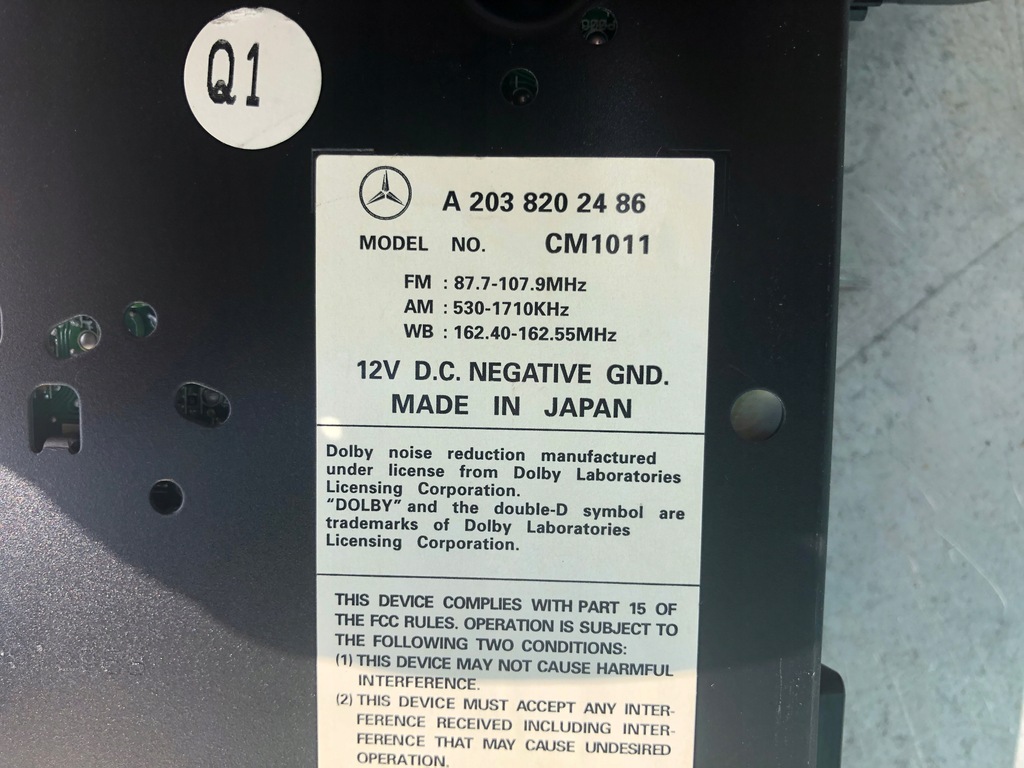 Q1
A 203 820 24 86
MODEL NO. CM1011
FM : 87.7-107.9MHz
AM : 530-1710KHz
WB : 162.40-162.55MHz
12V D.C. NEGATIVE GND.
MADE IN JAPAN
Dolby noise reduction manufactured
under license from Dolby Laboratories
Licensing Corporation.
“DOLBY” and the double-D symbol are
trademarks of Dolby Laboratories
Licensing Corporation.
THIS DEVICE COMPLIES WITH PART 15 OF
THE FCC RULES. OPERATION IS SUBJECT TO
THE FOLLOWING TWO CONDITIONS:
(1) THIS DEVICE MAY NOT CAUSE HARMFUL
INTERFERENCE.
(2) THIS DEVICE MUST ACCEPT ANY INTER-
FERENCE RECEIVED INCLUDING INTER-
FERENCE THAT MAY CAUSE UNDESIRED
OPERATION.